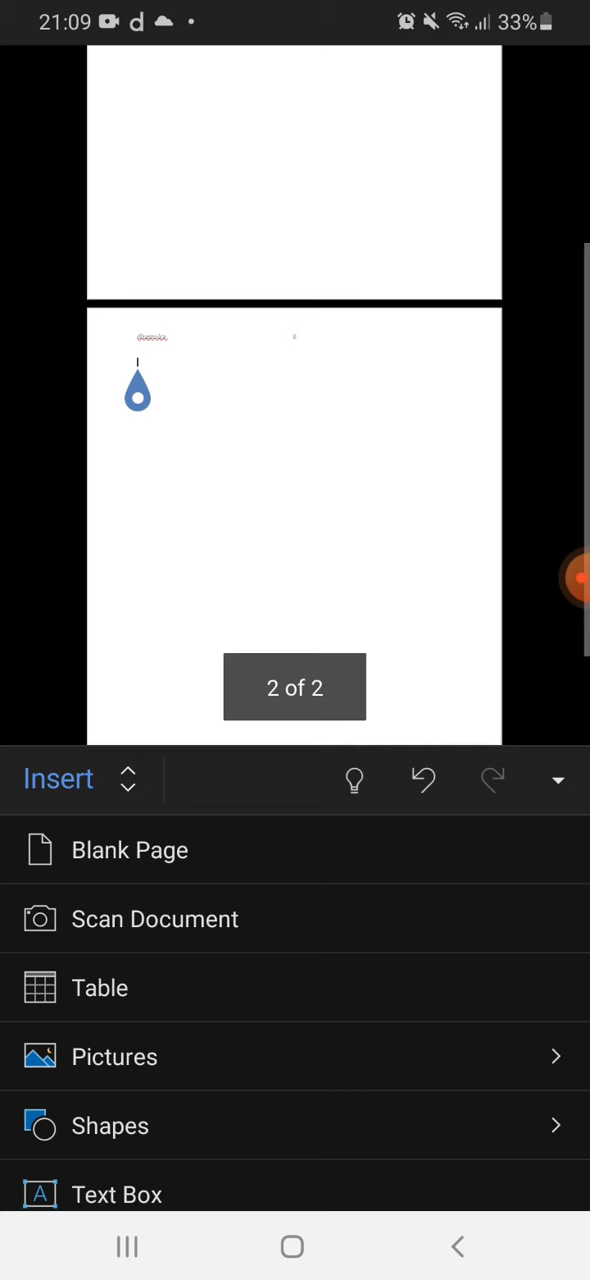 21:09 d 33%
2 of 2
Insert
Blank Page
Scan Document
Table
Pictures
Shapes
A Text Box